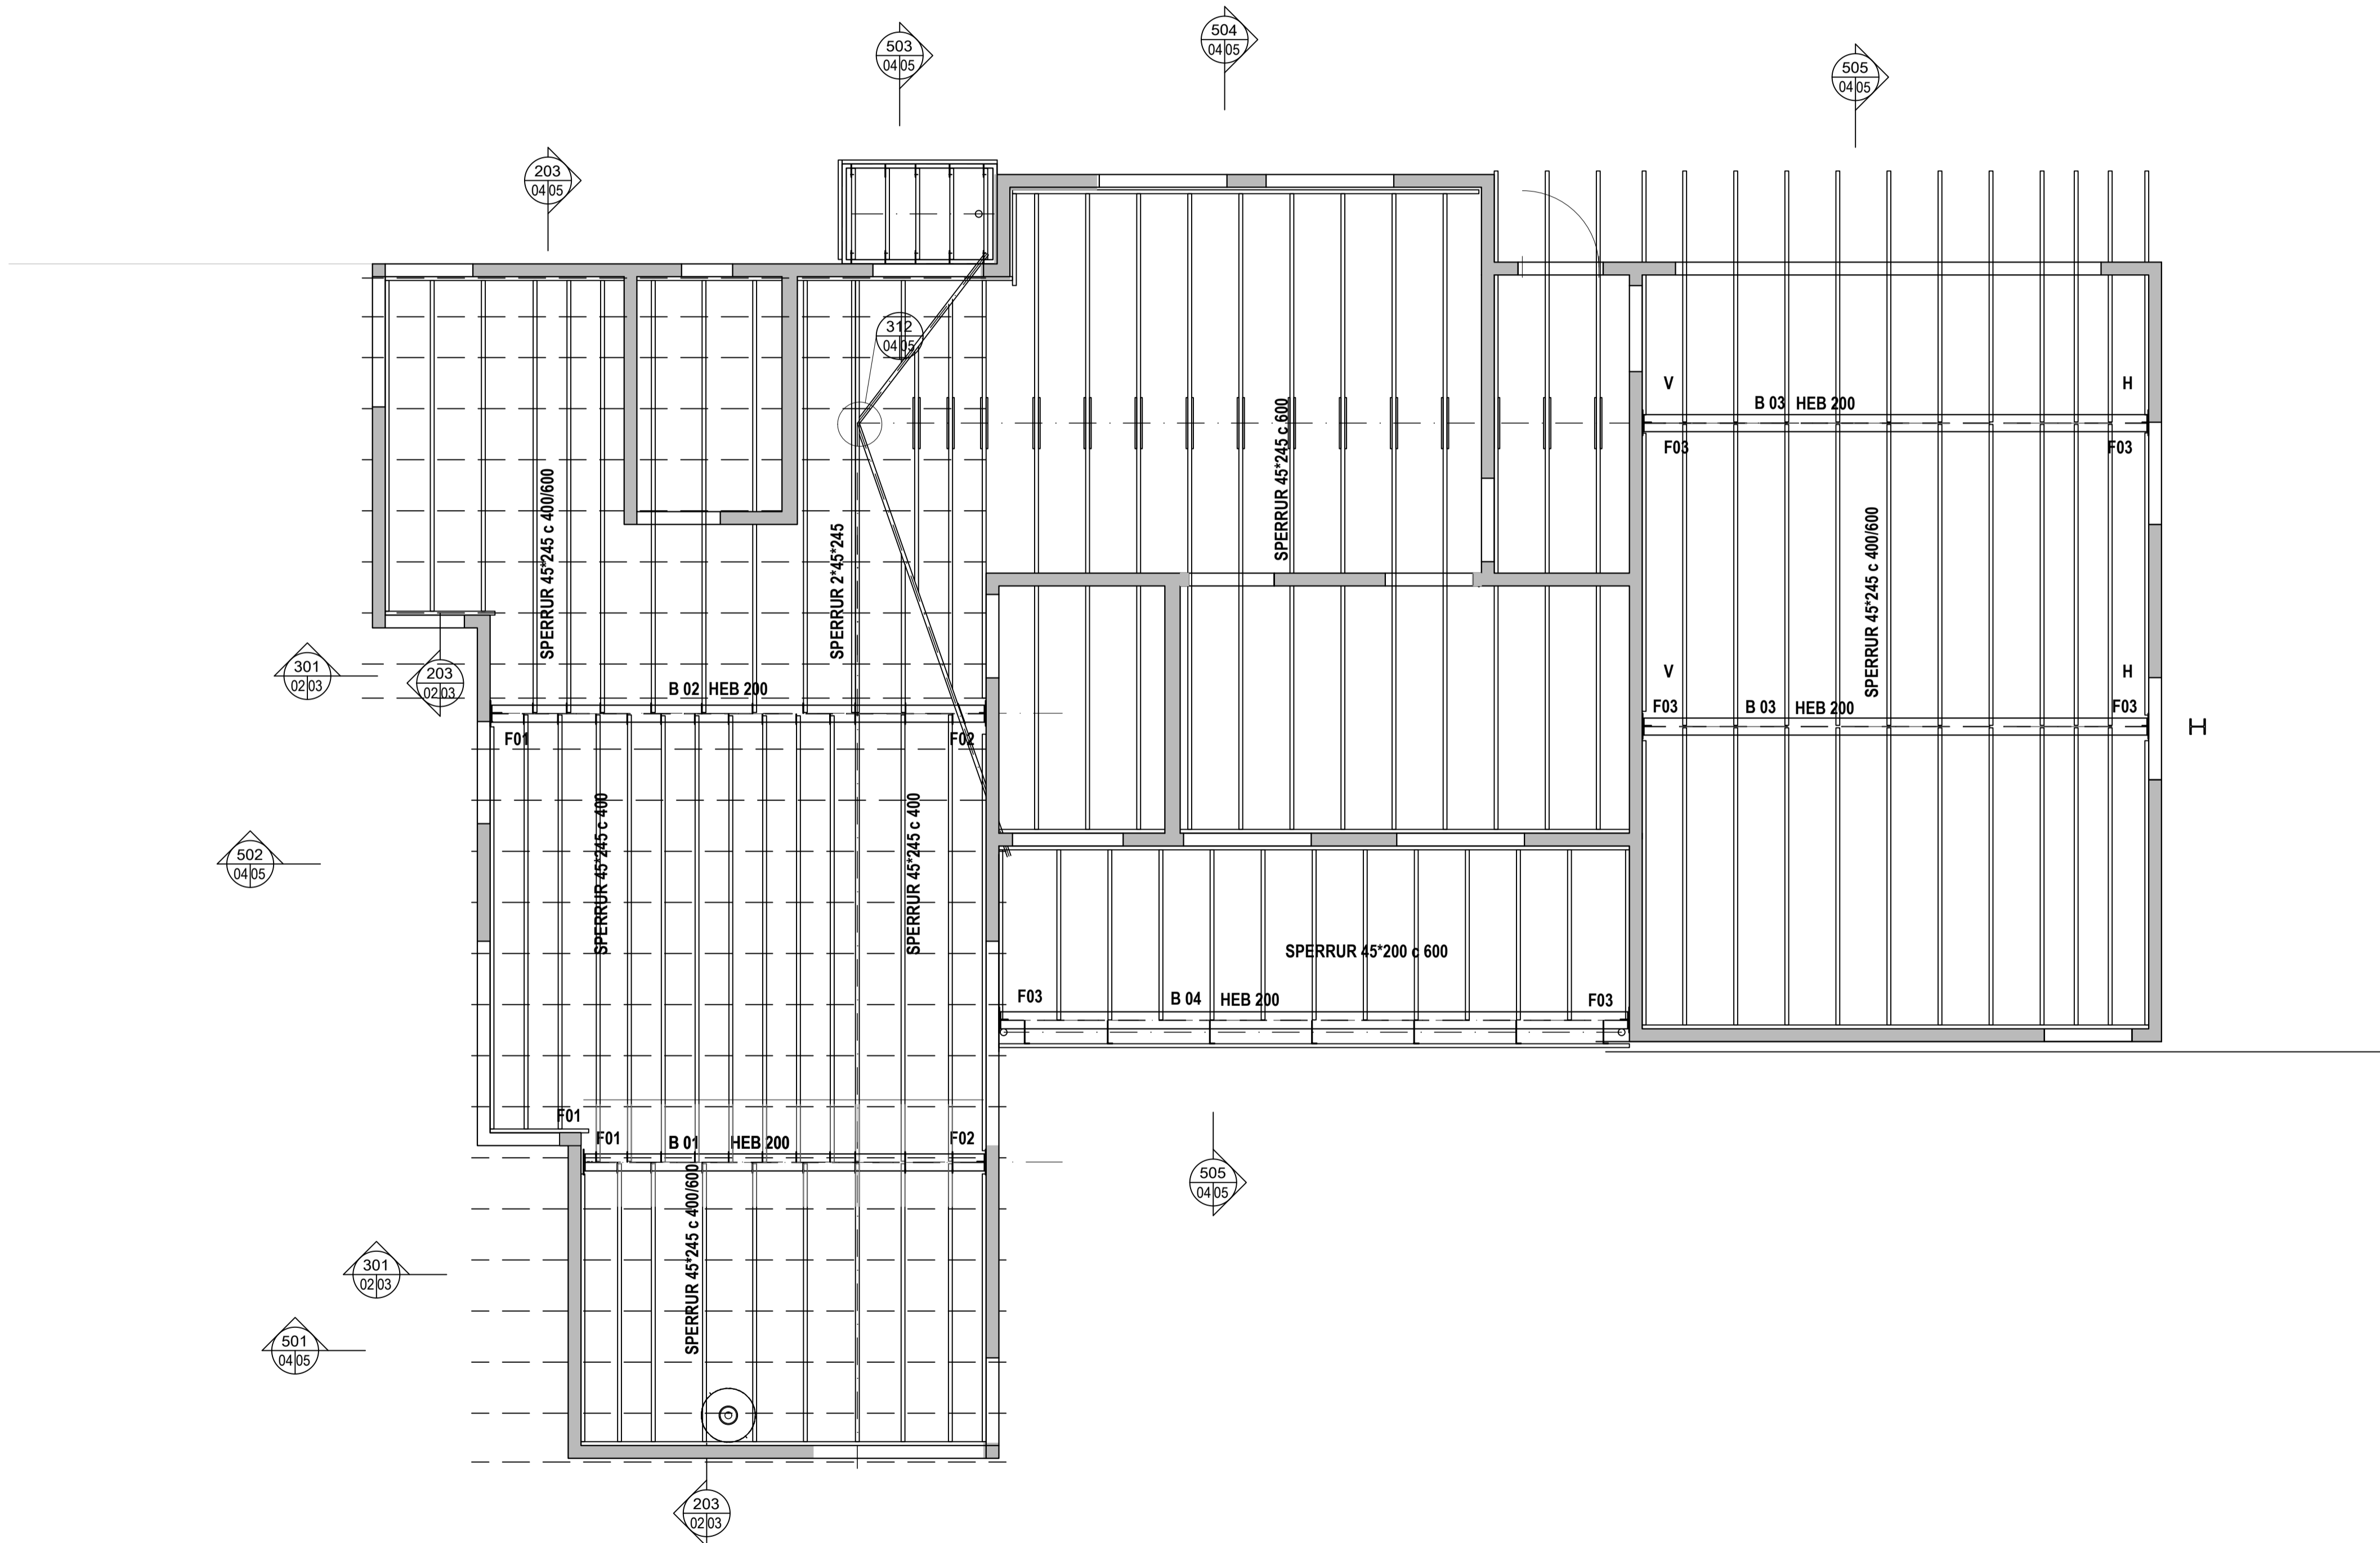 504
04 05
503
04 05
505
04 05
203
04 05
312
04 05
V
H
B 03 HEB 200
F03
F03
SPERRUR 45*245 c 400/600
SPERRUR 2*45*245
SPERRUR 45*245 c 600
SPERRUR 45*245 c 400/600
301
02 03
203
02 03
V
H
B 02 HEB 200
F03
B 03 HEB 200
F03
F01
F02
H
SPERRUR 45*245 c 400
SPERRUR 45*245 c 400
502
04 05
SPERRUR 45*200 c 600
F03
B 04 HEB 200
F03
F01
F01
B 01 HEB 200
F02
505
04 05
SPERRUR 45*245 c 400/600
301
02 03
501
04 05
203
02 03